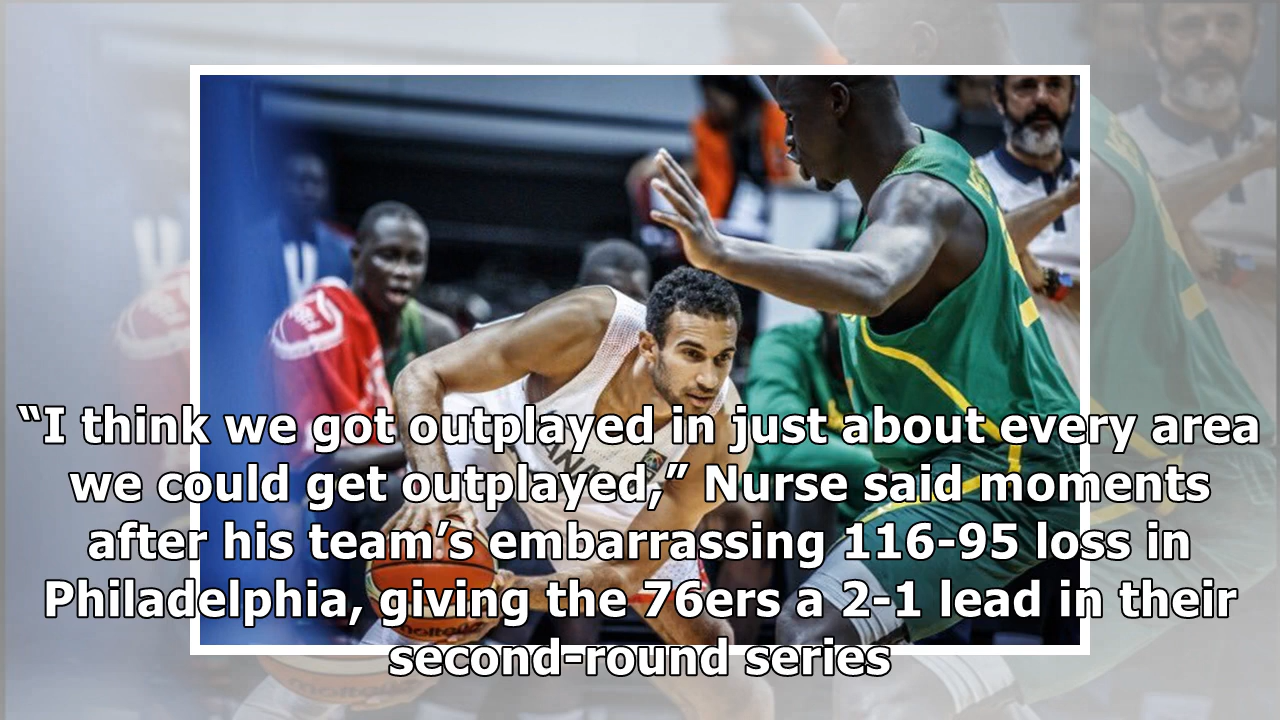 “I think we got outplayed in just about every area
we could get outplayed,” Nurse said moments
after his team’s embarrassing 116-95 loss in
Philadelphia, giving the 76ers a 2-1 lead in their
second-round series
molten